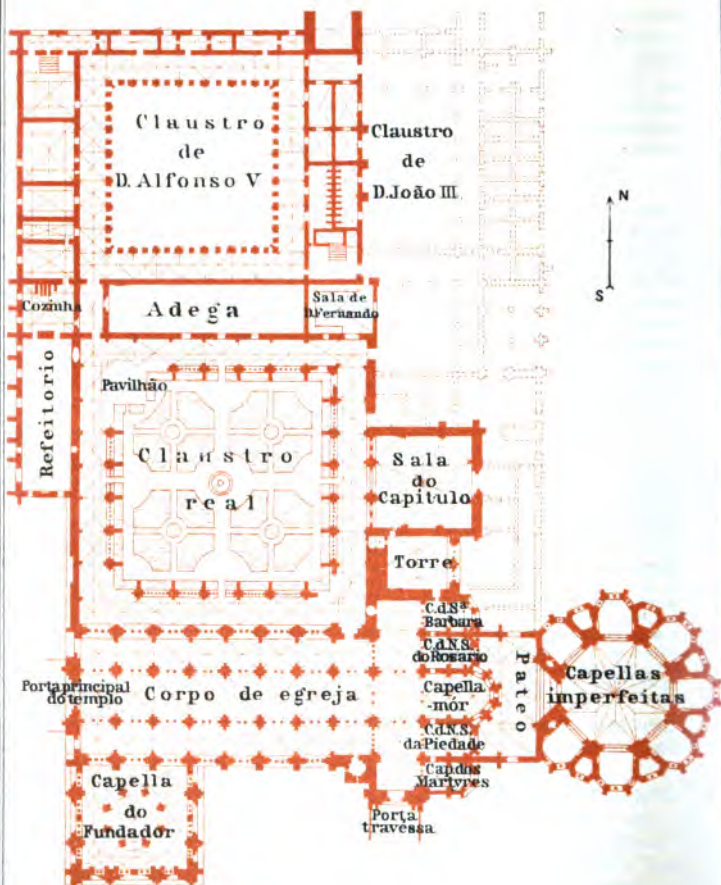 Claustro
de
D. Alfonso V
Claustro
de
D. João III
N
S
Cozinha
Adega
Sala de
D. Fernando
Refeitorio
Pavilhão
Claustro
real
Sala
do
Capitulo
Torre
C.d.Sª
Barbara
C.d.N.S.
do Rosario
Porta principal
do templo
Corpo de egreja
Capella
-mór
Pateo
Capellas
imperfeitas
C.d.N.S.
da Piedade
Cap. dos
Martyres
Capella
do
Fundador
Porta
travessa